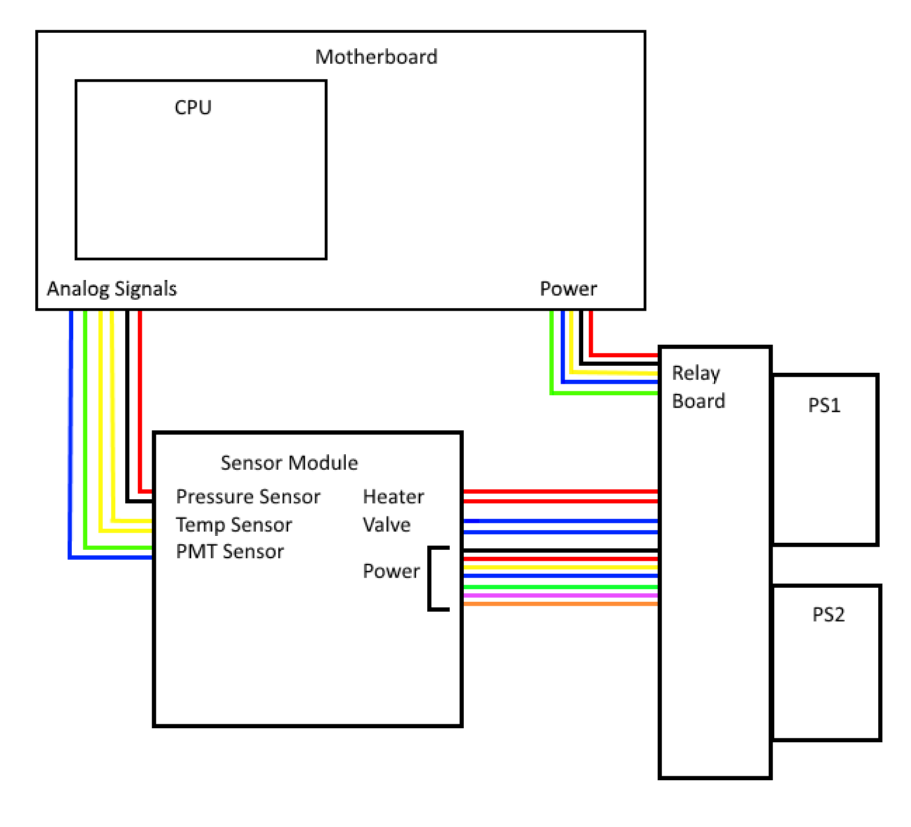 Motherboard
CPU
Analog Signals
Power
Relay
Board
PS1
Sensor Module
Pressure Sensor
Heater
Temp Sensor
Valve
PMT Sensor
Power
PS2